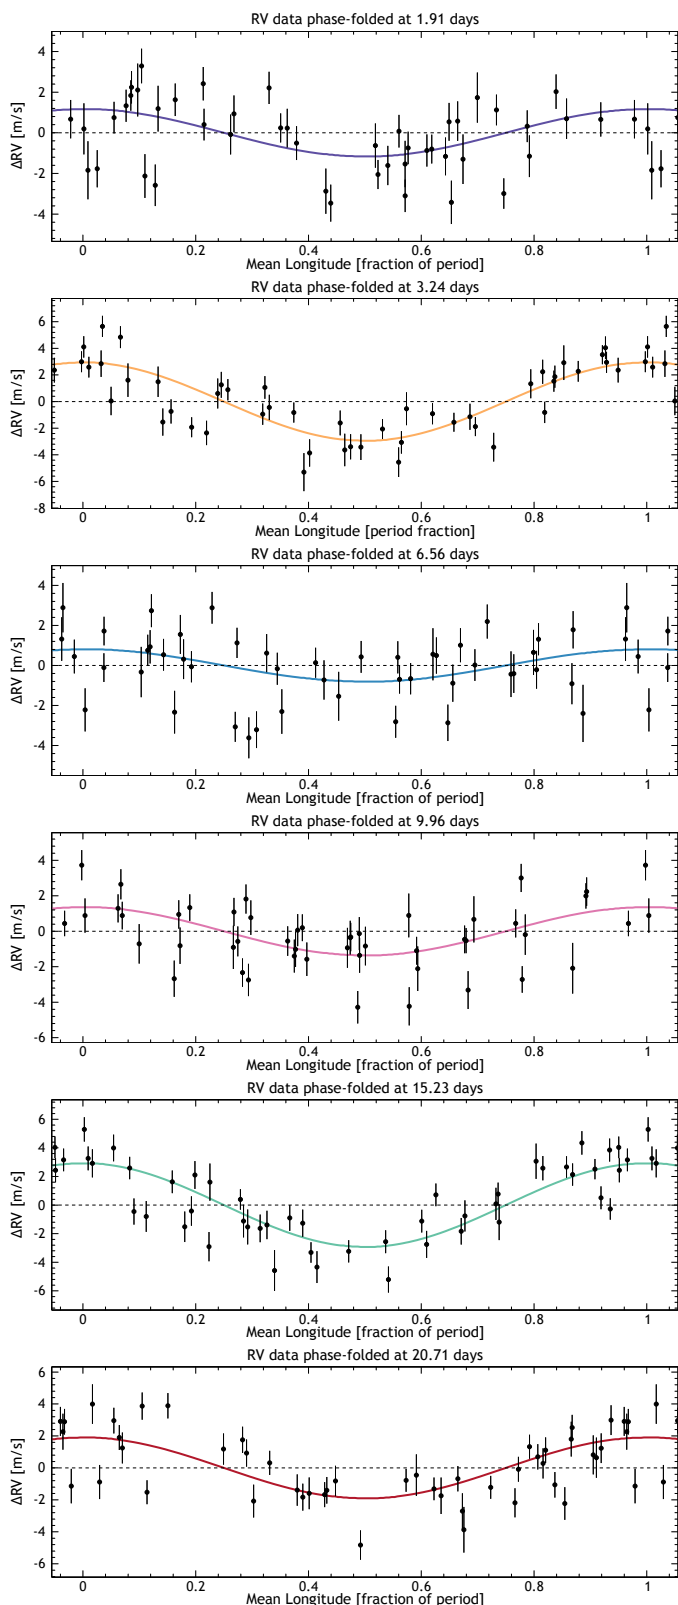 RV data phase-folded at 1.91 days
4
2
0
-2
-4
ΔRV [m/s]
0 0.2 0.4 0.6 0.8 1
Mean Longitude [fraction of period]
RV data phase-folded at 3.24 days
6
4
2
0
-2
-4
-6
-8
ΔRV [m/s]
0 0.2 0.4 0.6 0.8 1
Mean Longitude [period fraction]
RV data phase-folded at 6.56 days
4
2
0
-2
-4
ΔRV [m/s]
0 0.2 0.4 0.6 0.8 1
Mean Longitude [fraction of period]
RV data phase-folded at 9.96 days
4
2
0
-2
-4
-6
ΔRV [m/s]
0 0.2 0.4 0.6 0.8 1
Mean Longitude [fraction of period]
RV data phase-folded at 15.23 days
6
4
2
0
-2
-4
-6
ΔRV [m/s]
0 0.2 0.4 0.6 0.8 1
Mean Longitude [fraction of period]
RV data phase-folded at 20.71 days
6
4
2
0
-2
-4
-6
ΔRV [m/s]
0 0.2 0.4 0.6 0.8 1
Mean Longitude [fraction of period]